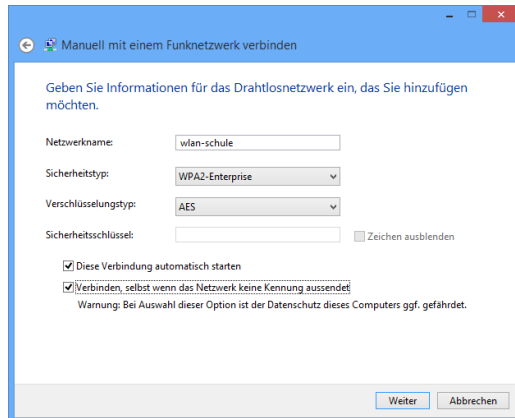 Manuell mit einem Funknetzwerk verbinden
Geben Sie Informationen für das Drahtlosnetzwerk ein, das Sie hinzufügen
möchten.
Netzwerkname: wlan-schule
Sicherheitstyp: WPA2-Enterprise
Verschlüsselungstyp: AES
Sicherheitsschlüssel: Zeichen ausblenden
Diese Verbindung automatisch starten
Verbinden, selbst wenn das Netzwerk keine Kennung aussendet
Warnung: Bei Auswahl dieser Option ist der Datenschutz dieses Computers ggf. gefährdet.
Weiter Abbrechen